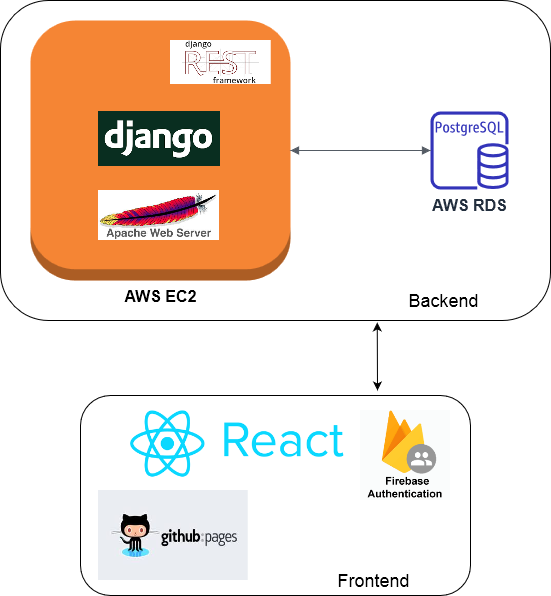 django
REST
framework
django
Apache Web Server
AWS EC2
PostgreSQL
AWS RDS
Backend
React
Firebase
Authentication
github:pages
Frontend